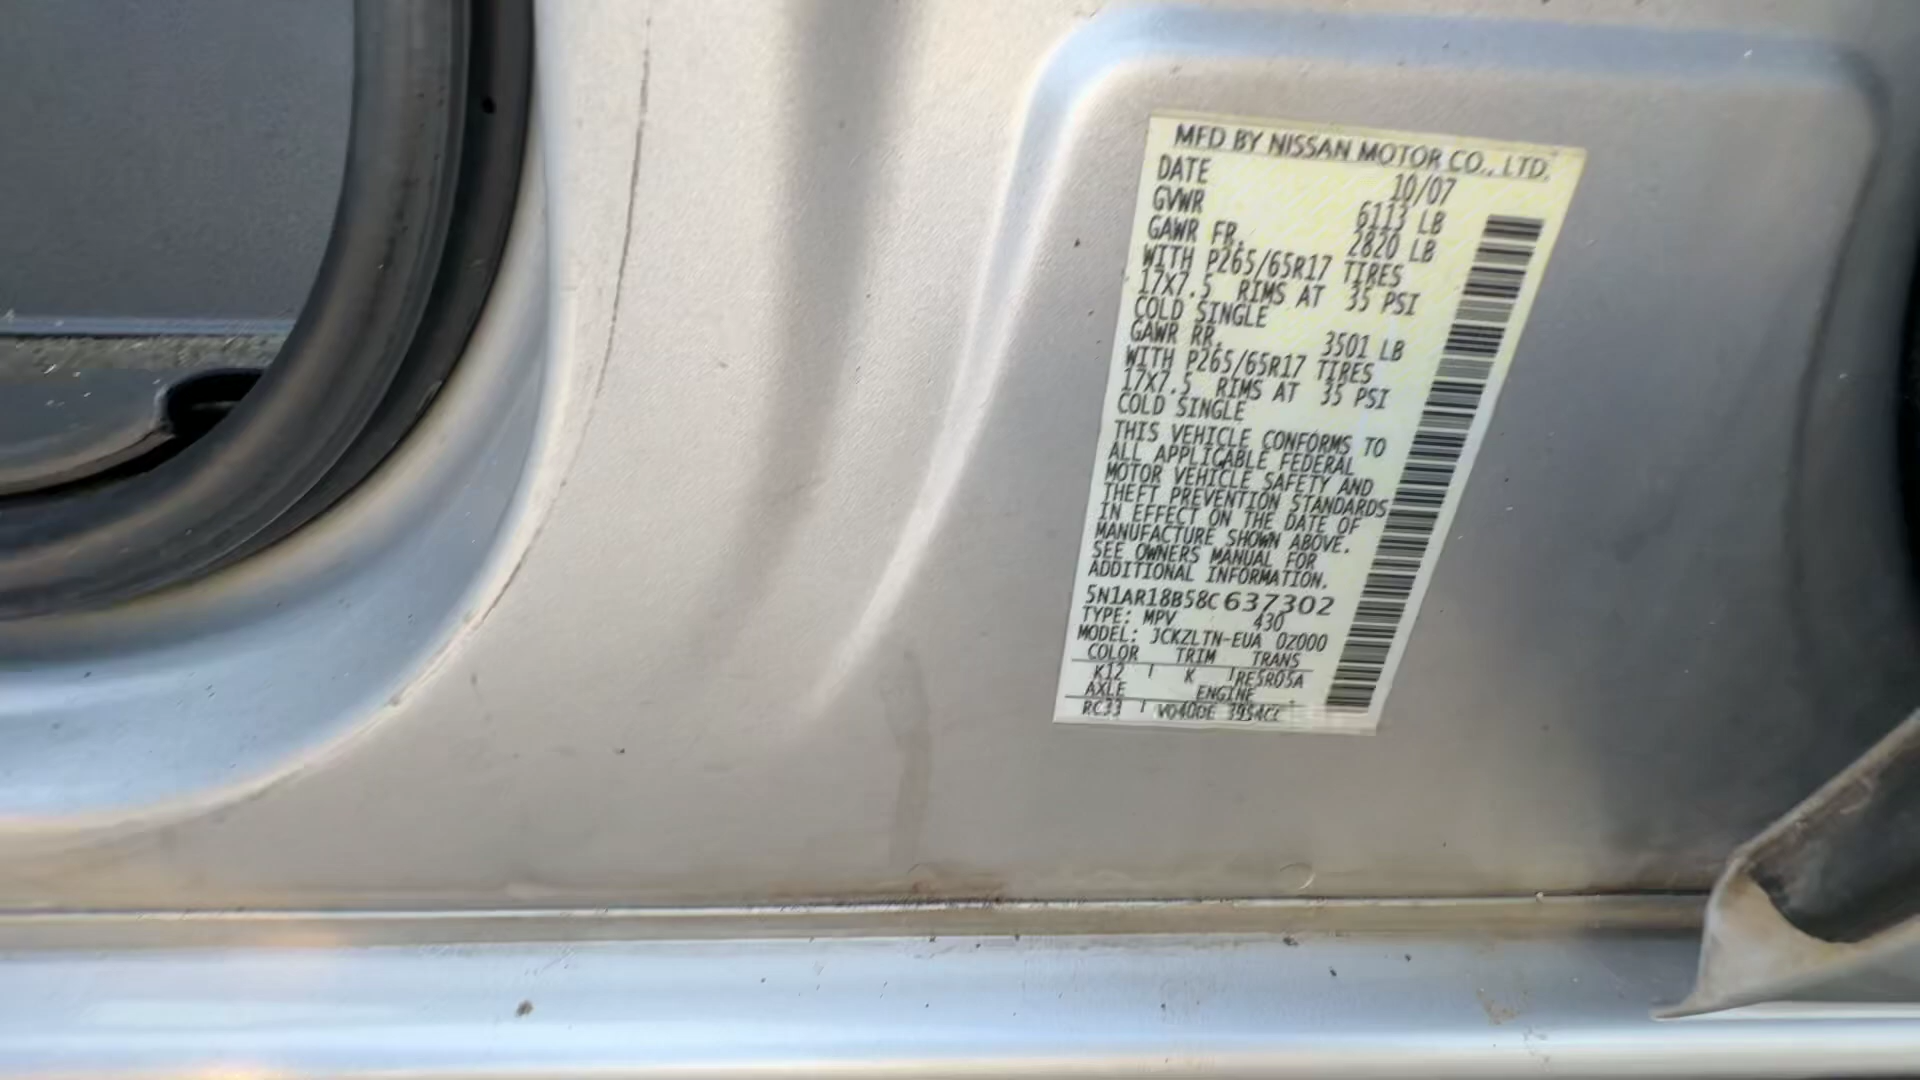 MFD BY NISSAN MOTOR CO., LTD.
DATE 10/07
GVWR 6113 LB
GAWR FR. 2820 LB
WITH P265/65R17 TIRES
17X7.5 RIMS AT 35 PSI
COLD SINGLE
GAWR RR. 3501 LB
WITH P265/65R17 TIRES
17X7.5 RIMS AT 35 PSI
COLD SINGLE
THIS VEHICLE CONFORMS TO
ALL APPLICABLE FEDERAL
MOTOR VEHICLE SAFETY AND
THEFT PREVENTION STANDARDS
IN EFFECT ON THE DATE OF
MANUFACTURE SHOWN ABOVE.
SEE OWNERS MANUAL FOR
ADDITIONAL INFORMATION.
5N1AR18B58C637302
TYPE: MPV 430
MODEL: JCKZLTN-EUA 0Z000
COLOR TRIM TRANS
K12 K RE5R05A
AXLE ENGINE
RC33 VQ40DE 3954CC